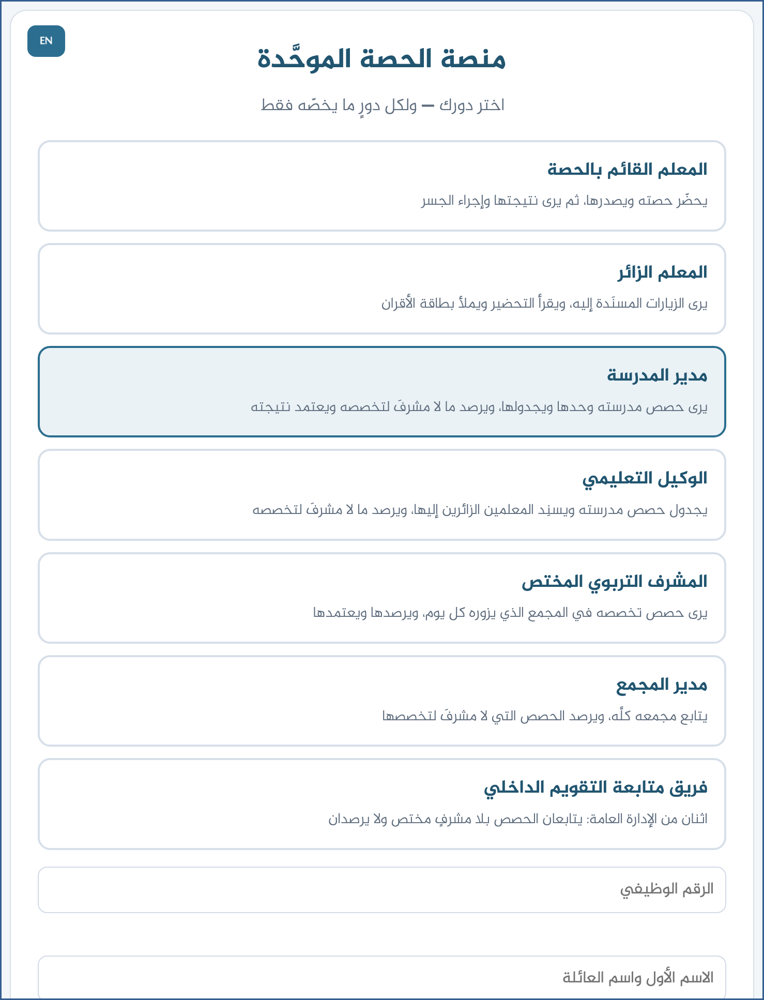 EN
منصة الحصة الموحَّدة
اختر دورك — ولكل دورٍ ما يخصّه فقط
المعلم القائم بالحصة
يحضّر حصته ويصدرها، ثم يرى نتيجتها وإجراء الجسر
المعلم الزائر
يرى الزيارات المسنَدة إليه، ويقرأ التحضير ويملأ بطاقة الأقران
مدير المدرسة
يرى حصص مدرسته وحدها ويجدولها، ويرصد ما لا مشرفَ لتخصصه ويعتمد نتيجته
الوكيل التعليمي
يجدول حصص مدرسته ويسنِد المعلمين الزائرين إليها، ويرصد ما لا مشرفَ لتخصصه
المشرف التربوي المختص
يرى حصص تخصصه في المجمع الذي يزوره كل يوم، ويرصدها ويعتمدها
مدير المجمع
يتابع مجمعه كلَّه، ويرصد الحصص التي لا مشرفَ لتخصصها
فريق متابعة التقويم الداخلي
اثنان من الإدارة العامة: يتابعان الحصص بلا مشرفٍ مختص ولا يرصدان
الرقم الوظيفي
الاسم الأول واسم العائلة